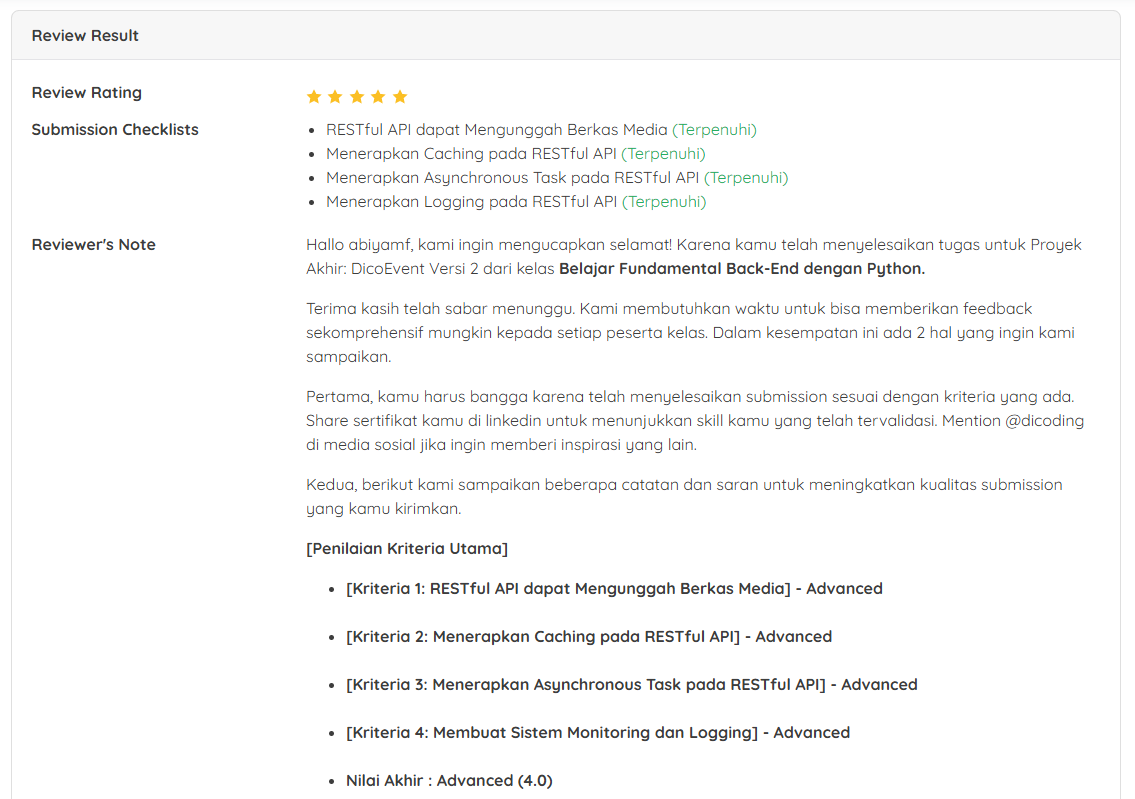 Review Result
Review Rating
Submission Checklists
RESTful API dapat Mengunggah Berkas Media (Terpenuhi)
Menerapkan Caching pada RESTful API (Terpenuhi)
Menerapkan Asynchronous Task pada RESTful API (Terpenuhi)
Menerapkan Logging pada RESTful API (Terpenuhi)
Reviewer's Note
Hallo abiyamf, kami ingin mengucapkan selamat! Karena kamu telah menyelesaikan tugas untuk Proyek
Akhir: DicoEvent Versi 2 dari kelas Belajar Fundamental Back-End dengan Python.
Terima kasih telah sabar menunggu. Kami membutuhkan waktu untuk bisa memberikan feedback
sekomprehensif mungkin kepada setiap peserta kelas. Dalam kesempatan ini ada 2 hal yang ingin kami
sampaikan.
Pertama, kamu harus bangga karena telah menyelesaikan submission sesuai dengan kriteria yang ada.
Share sertifikat kamu di linkedin untuk menunjukkan skill kamu yang telah tervalidasi. Mention @dicoding
di media sosial jika ingin memberi inspirasi yang lain.
Kedua, berikut kami sampaikan beberapa catatan dan saran untuk meningkatkan kualitas submission
yang kamu kirimkan.
[Penilaian Kriteria Utama]
[Kriteria 1: RESTful API dapat Mengunggah Berkas Media] - Advanced
[Kriteria 2: Menerapkan Caching pada RESTful API] - Advanced
[Kriteria 3: Menerapkan Asynchronous Task pada RESTful API] - Advanced
[Kriteria 4: Membuat Sistem Monitoring dan Logging] - Advanced
Nilai Akhir : Advanced (4.0)